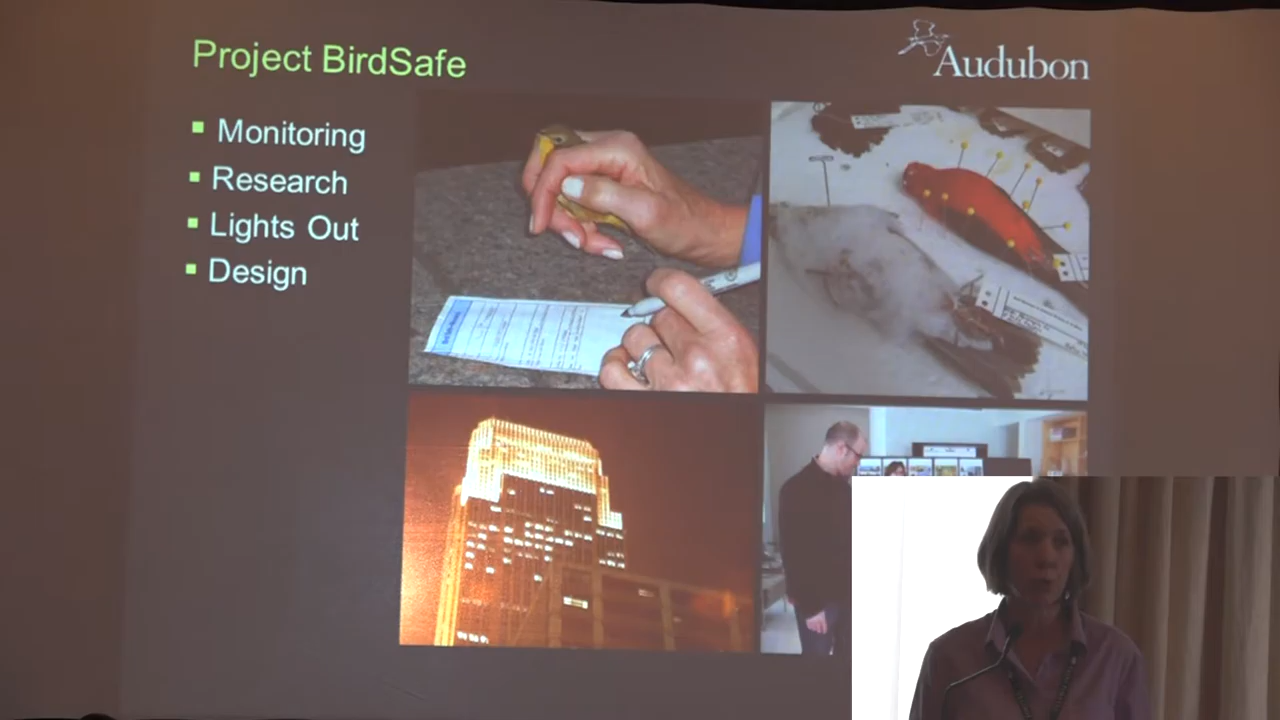 Project BirdSafe
Audubon
Monitoring
Research
Lights Out
Design